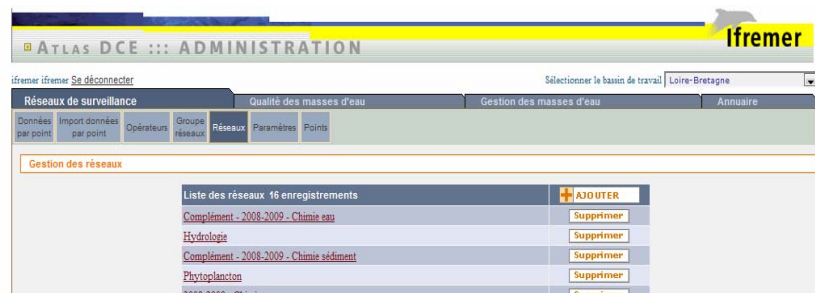 Ifremer
ATLAS DCE ::: ADMINISTRATION
ifremer ifremer Se déconnecter
Sélectionner le bassin de travail Loire-Bretagne
Réseaux de surveillance Qualité des masses d'eau Gestion des masses d'eau Annuaire
Données par point Import données par point Opérateurs Groupe réseaux Réseaux Paramètres Points
Gestion des réseaux
Liste des réseaux 16 enregistrements AJOUTER
Complément - 2008-2009 - Chimie eau Supprimer
Hydrologie Supprimer
Complément - 2008-2009 - Chimie sédiment Supprimer
Phytoplancton Supprimer